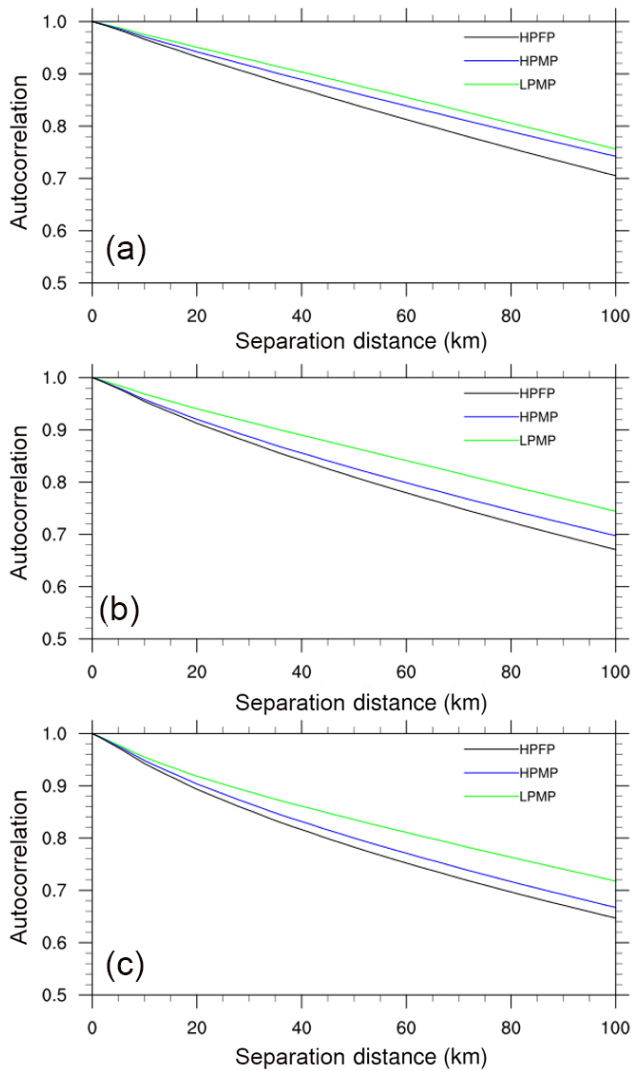 1.0
HPFP
0.9
HPMP
LPMP
0.8
Autocorrelation
0.7
0.6
(a)
0.5
0 20 40 60 80 100
Separation distance (km)
1.0
HPFP
0.9
HPMP
LPMP
0.8
Autocorrelation
0.7
0.6
(b)
0.5
0 20 40 60 80 100
Separation distance (km)
1.0
HPFP
0.9
HPMP
LPMP
0.8
Autocorrelation
0.7
0.6
(c)
0.5
0 20 40 60 80 100
Separation distance (km)